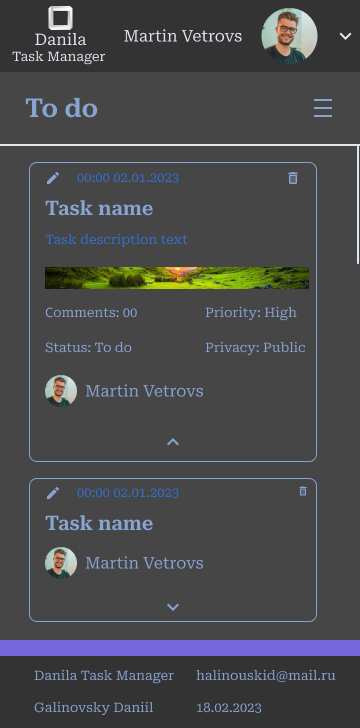 Danila
Task Manager
Martin Vetrovs
To do
00:00 02.01.2023
Task name
Task description text
Comments: 00 Priority: High
Status: To do Privacy: Public
Martin Vetrovs
00:00 02.01.2023
Task name
Martin Vetrovs
Danila Task Manager halinouskid@mail.ru
Galinovsky Daniil 18.02.2023